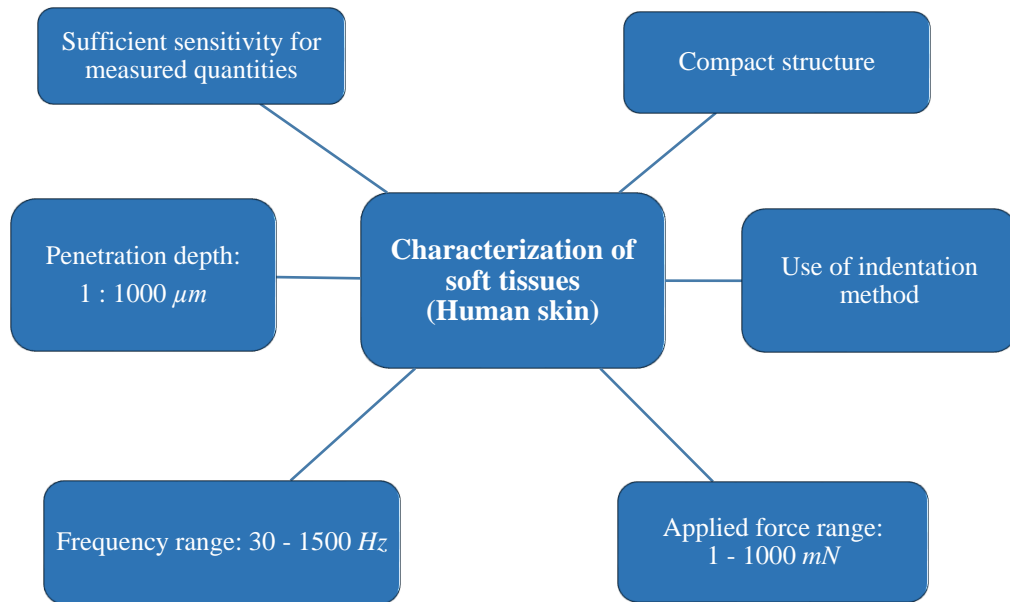 Sufficient sensitivity for
measured quantities
Compact structure
Penetration depth:
1 : 1000 µm
Characterization of
soft tissues
(Human skin)
Use of indentation
method
Frequency range: 30 - 1500 Hz
Applied force range:
1 - 1000 mN